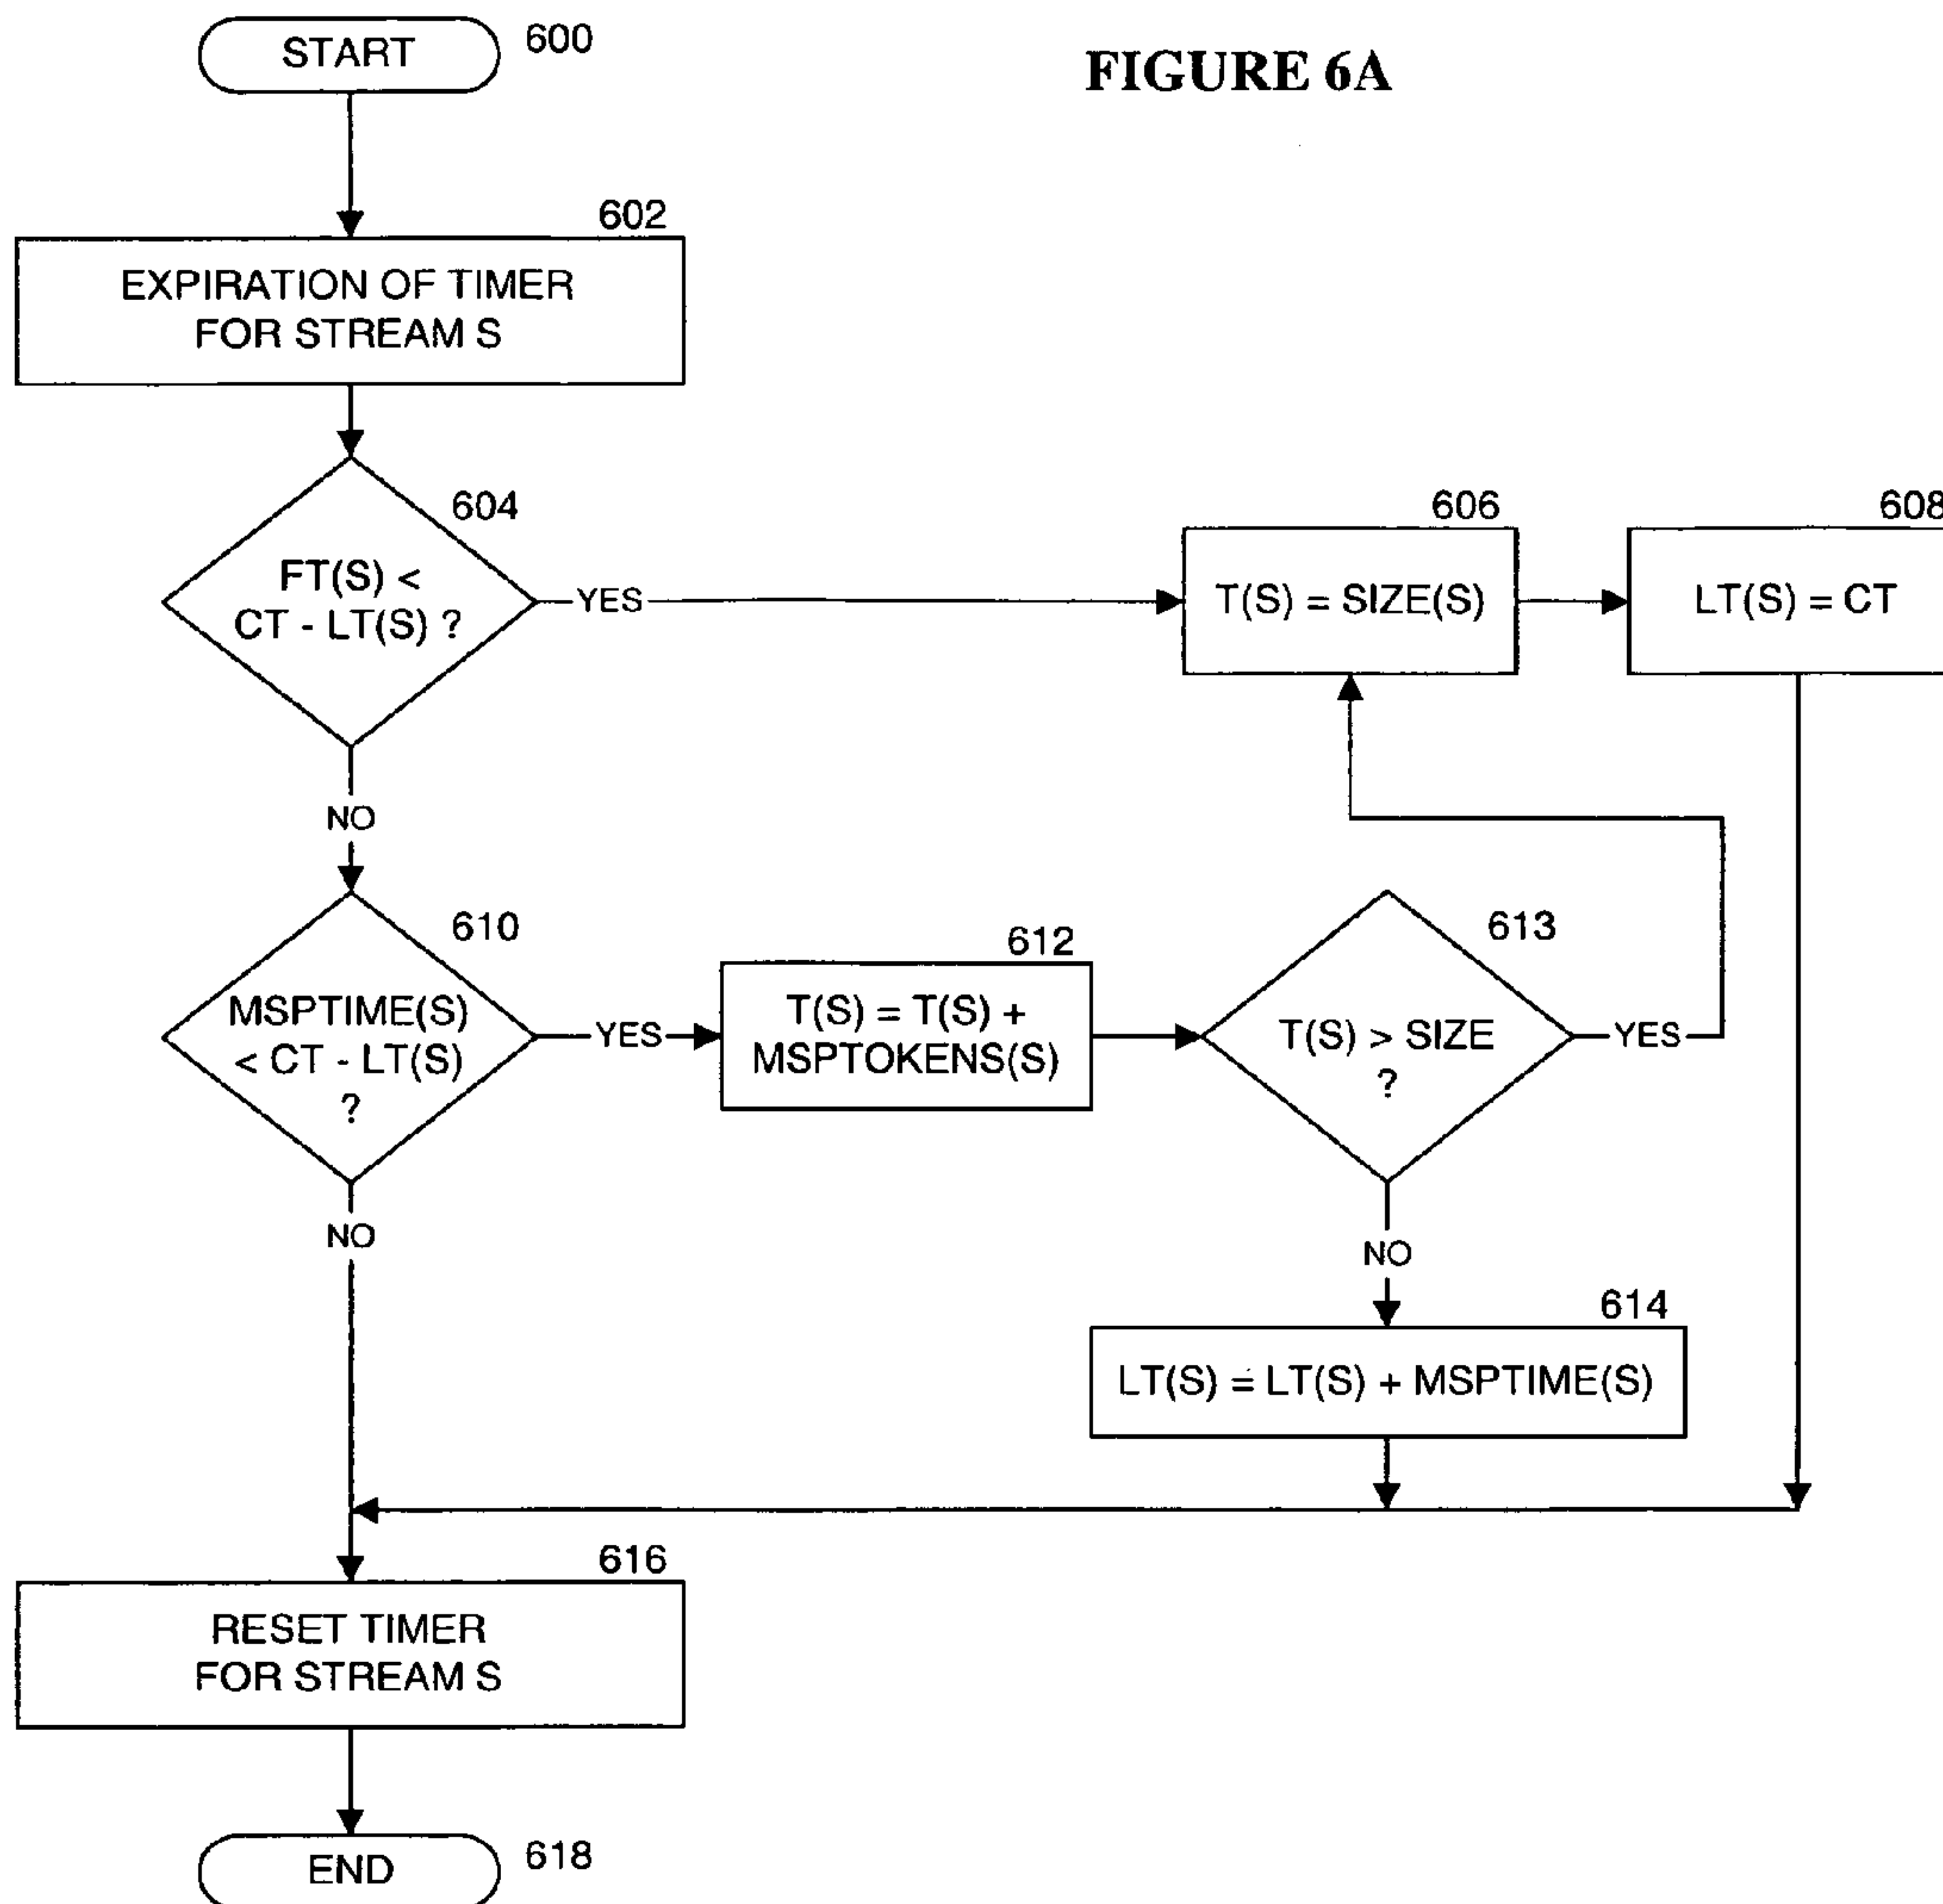 START
600
FIGURE 6A
602
EXPIRATION OF TIMER
FOR STREAM S
604
FT(S) <
CT - LT(S) ?
YES
606
T(S) = SIZE(S)
608
LT(S) = CT
NO
610
MSPTIME(S)
< CT - LT(S)
?
YES
612
T(S) = T(S) +
MSPTOKENS(S)
613
T(S) > SIZE
?
YES
NO
NO
614
LT(S) = LT(S) + MSPTIME(S)
616
RESET TIMER
FOR STREAM S
END
618